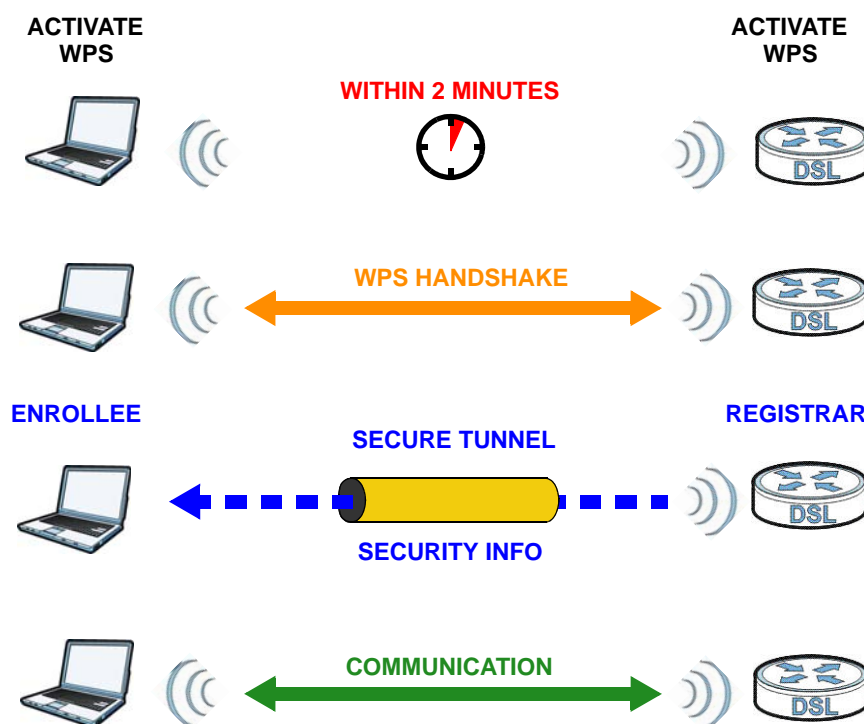 ACTIVATE
WPS
ACTIVATE
WPS
WITHIN 2 MINUTES
DSL
WPS HANDSHAKE
DSL
ENROLLEE
REGISTRAR
SECURE TUNNEL
DSL
SECURITY INFO
COMMUNICATION
DSL